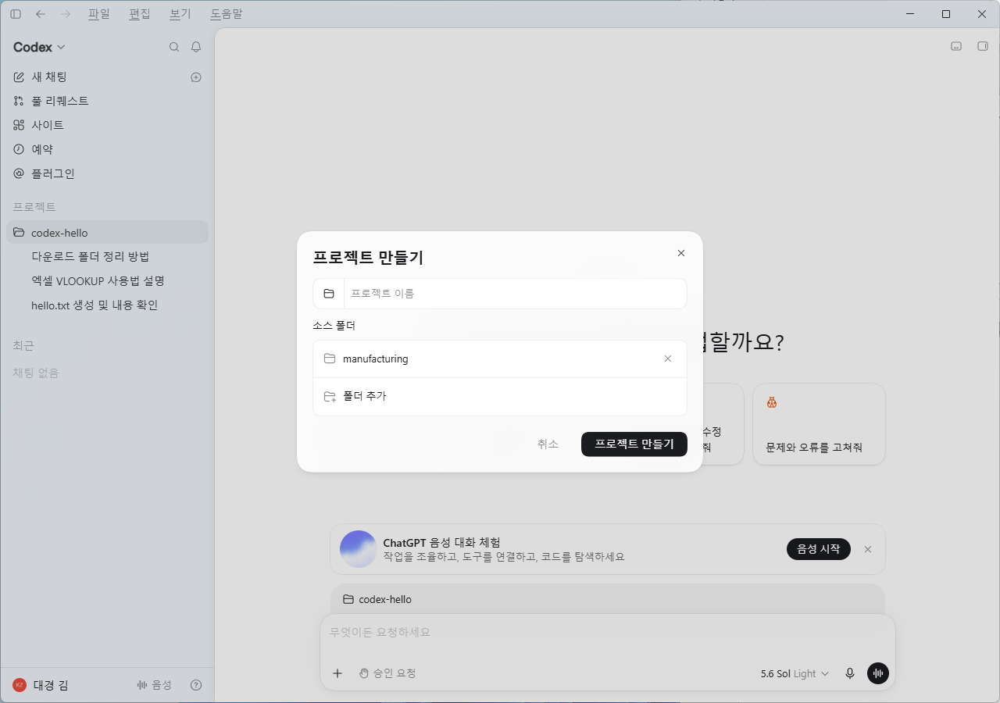 파일 편집 보기 도움말
Codex
새 채팅
풀 리퀘스트
사이트
예약
플러그인
프로젝트
codex-hello
다운로드 폴더 정리 방법
엑셀 VLOOKUP 사용법 설명
hello.txt 생성 및 내용 확인
최근
채팅 없음
프로젝트 만들기
프로젝트 이름
소스 폴더
manufacturing
폴더 추가
취소 프로젝트 만들기
할까요?
수정
줘
문제와 오류를 고쳐줘
ChatGPT 음성 대화 체험
작업을 조율하고, 도구를 연결하고, 코드를 탐색하세요
음성 시작
codex-hello
무엇이든 요청하세요
승인 요청
5.6 Sol Light
KZ 대경 김
음성